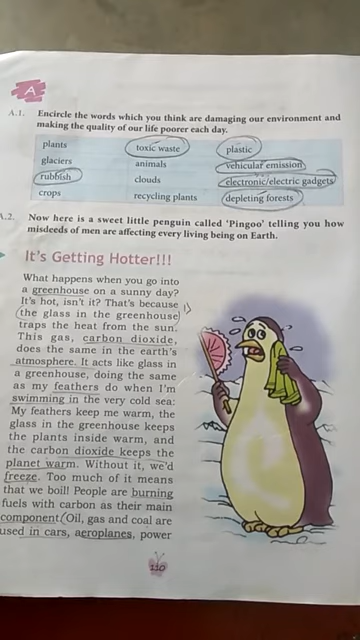 A
A.1. Encircle the words which you think are damaging our environment and
making the quality of our life poorer each day.
plants toxic waste plastic
glaciers animals vehicular emission
rubbish clouds electronic/electric gadgets
crops recycling plants depleting forests
A.2. Now here is a sweet little penguin called 'Pingoo' telling you how
misdeeds of men are affecting every living being on Earth.
It's Getting Hotter!!!
What happens when you go into
a greenhouse on a sunny day?
It's hot, isn't it? That's because
the glass in the greenhouse
traps the heat from the sun.
This gas, carbon dioxide,
does the same in the earth's
atmosphere. It acts like glass in
a greenhouse, doing the same
as my feathers do when I'm
swimming in the very cold sea:
My feathers keep me warm, the
glass in the greenhouse keeps
the plants inside warm, and
the carbon dioxide keeps the
planet warm. Without it, we'd
freeze. Too much of it means
that we boil! People are burning
fuels with carbon as their main
component. Oil, gas and coal are
used in cars, aeroplanes, power
110